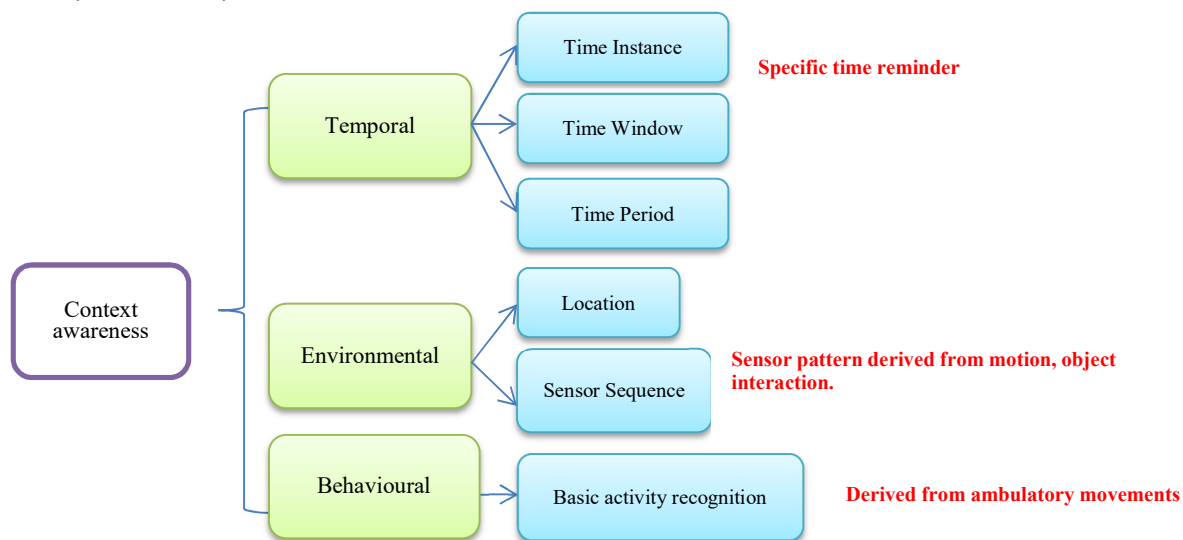 Time Instance
Specific time reminder
Temporal
Time Window
Time Period
Context
awareness
Location
Environmental
Sensor Sequence
Sensor pattern derived from motion, object
interaction.
Behavioural
Basic activity recognition
Derived from ambulatory movements